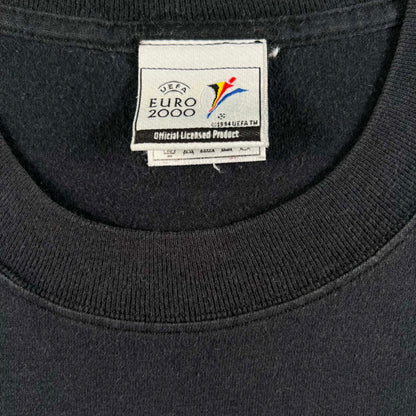 UEFA
EURO
2000
©1994 UEFA TM
Official Licensed Product